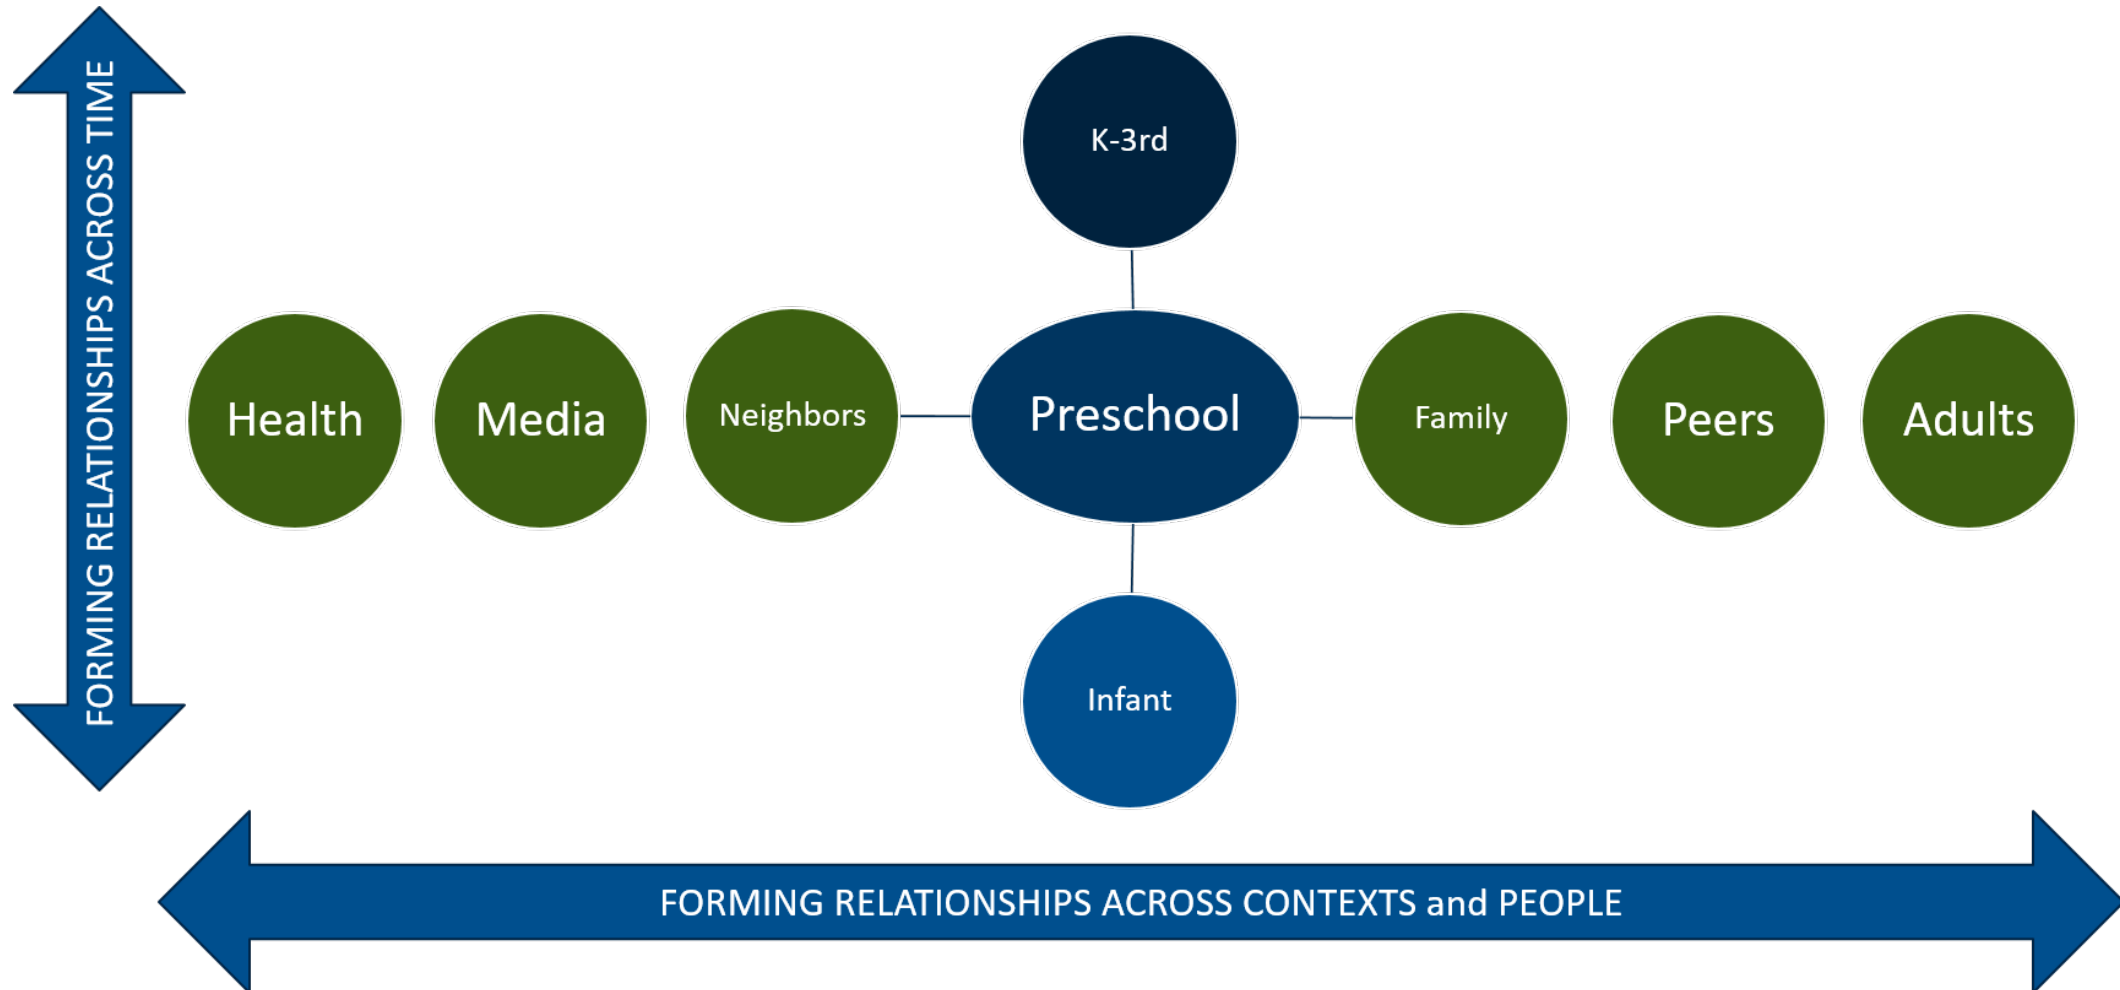 FORMING RELATIONSHIPS ACROSS TIME
K-3rd
Health
Media
Neighbors
Preschool
Family
Peers
Adults
Infant
FORMING RELATIONSHIPS ACROSS CONTEXTS and PEOPLE